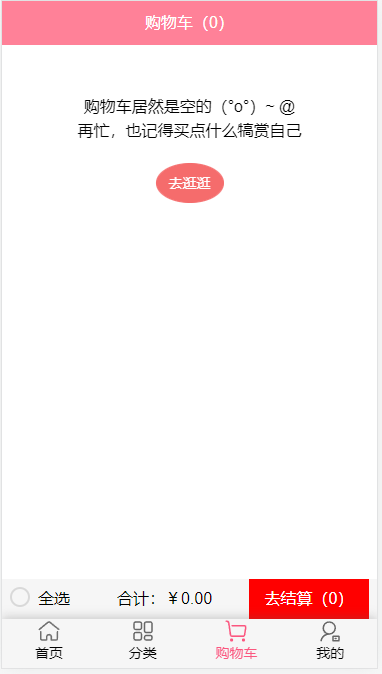 购物车（0）
购物车居然是空的（°o°）~ @
再忙，也记得买点什么犒赏自己
去逛逛
全选 合计：￥0.00 去结算（0）
首页 分类 购物车 我的